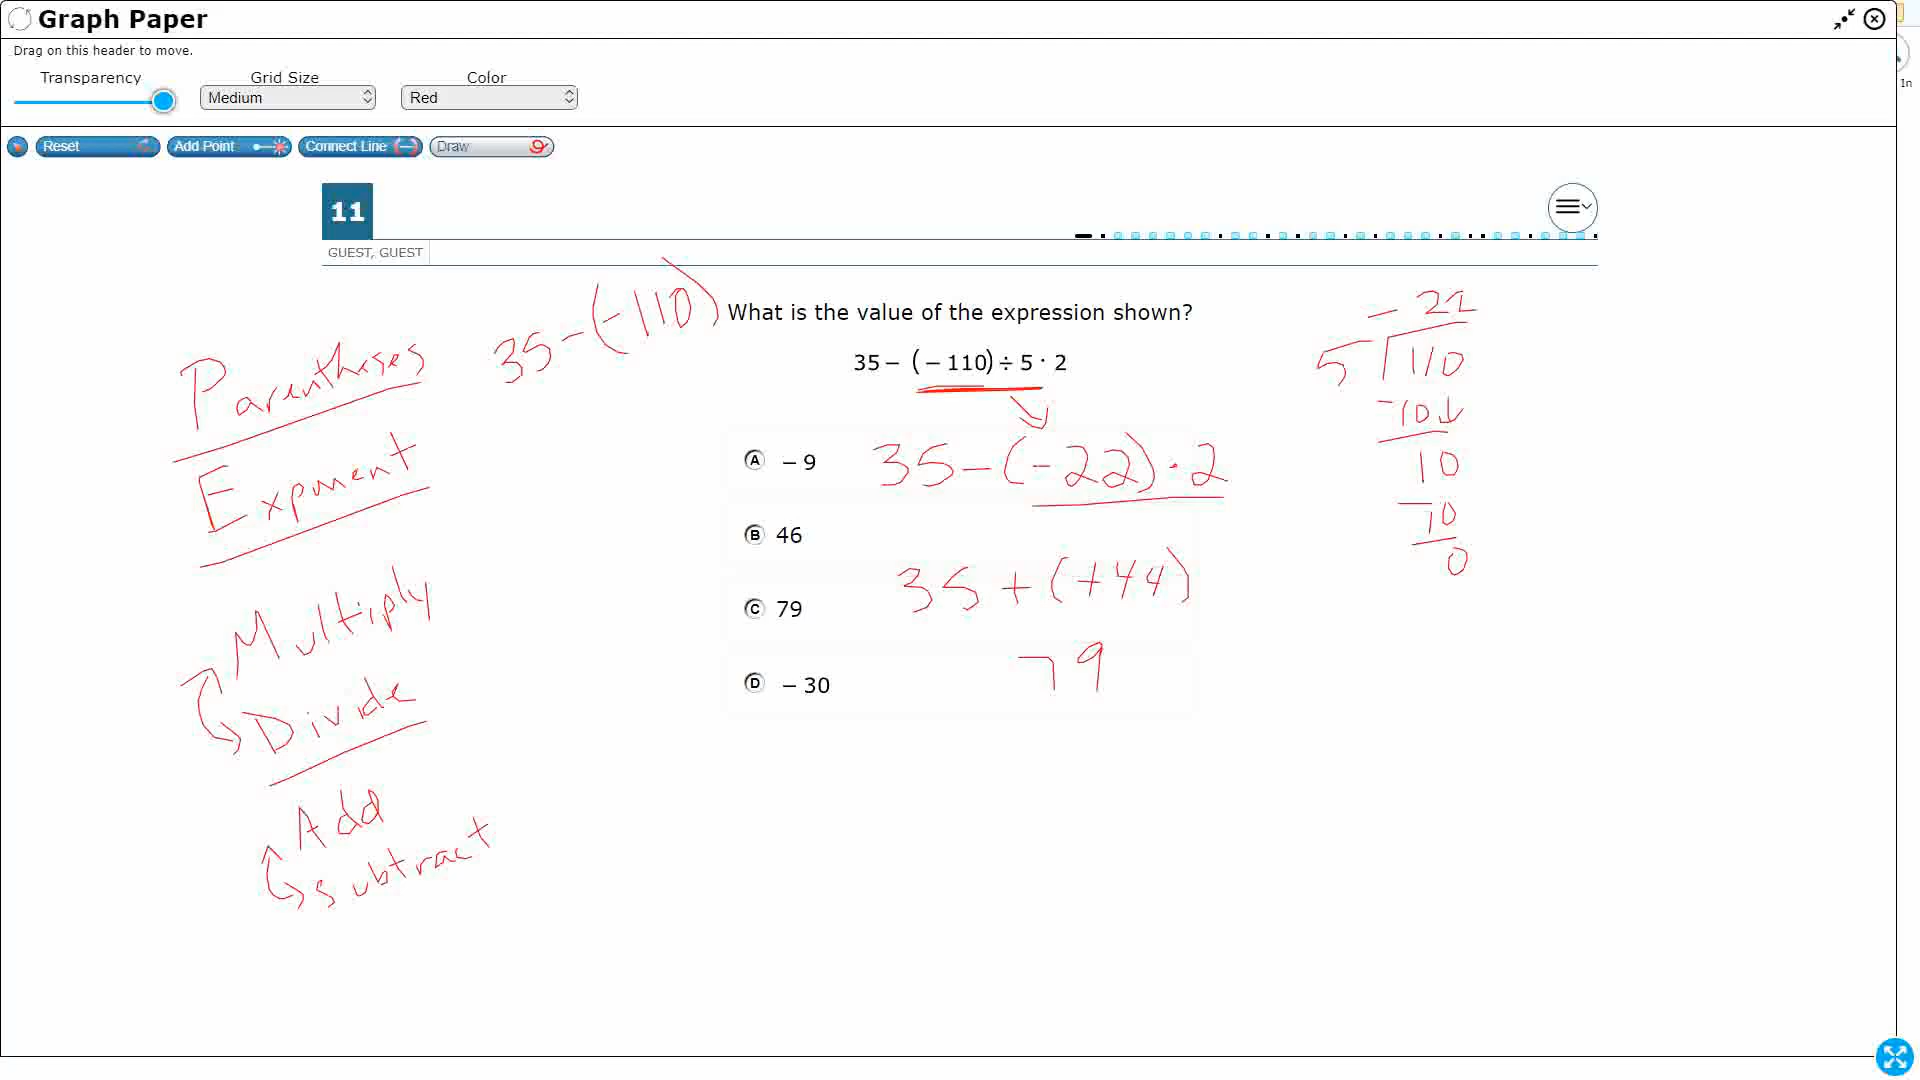 Graph Paper
Drag on this header to move.
Transparency
Grid Size
Color
Medium
Red
In
Reset
Add Point
Connect Line
Draw
11
GUEST, GUEST
What is the value of the expression shown?
35 − (− 110) ÷ 5 · 2
A − 9
B 46
C 79
D − 30
Parentheses
Exponent
Multiply
Divide
Add
subtract
35 - (-110)
35 - (-22) · 2
35 + (+44)
79
- 22
5 110
-10↓
10
-10
0